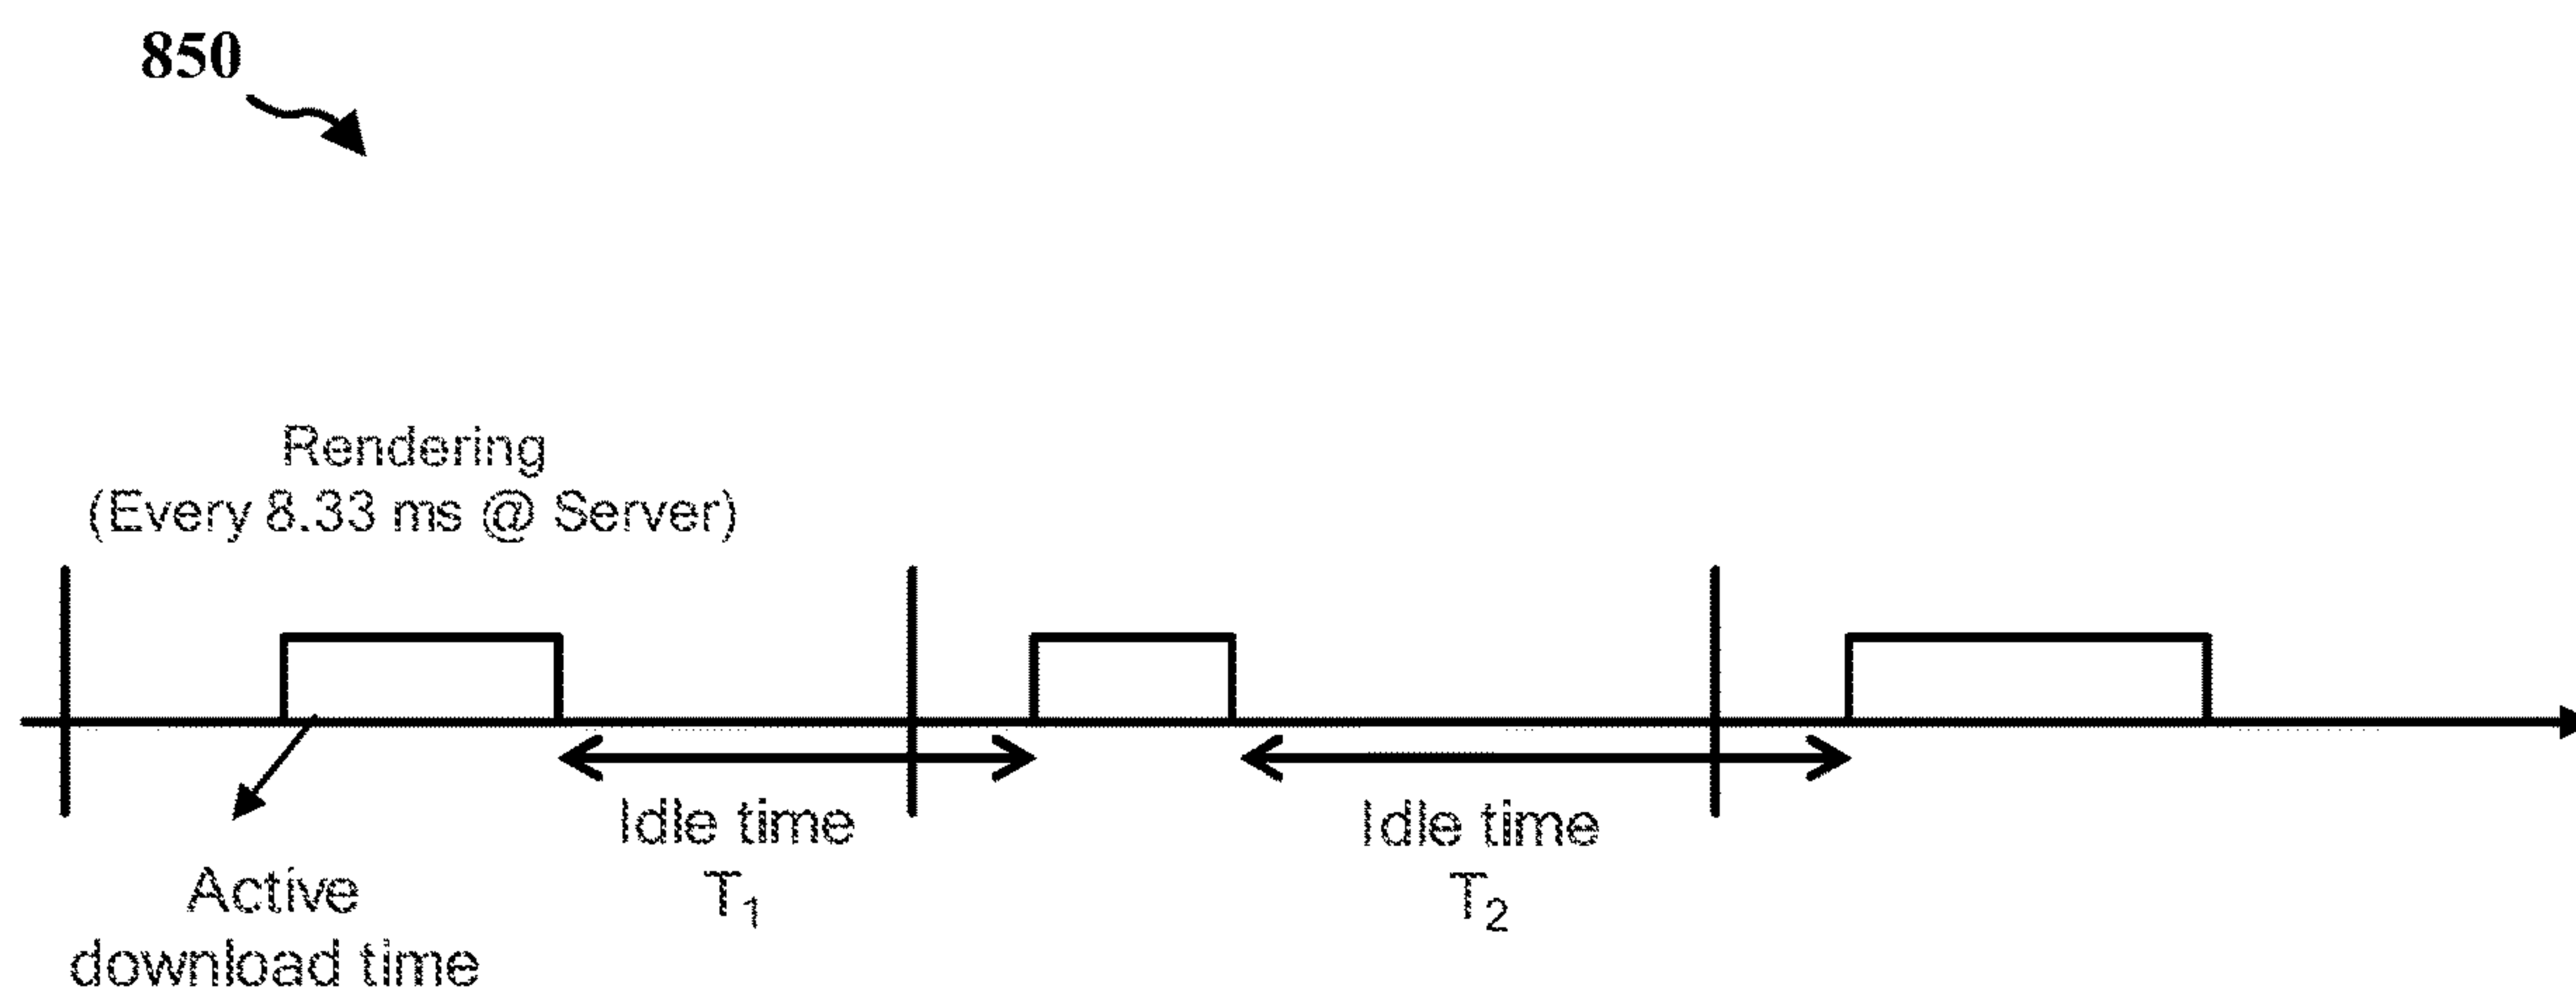 850
Rendering
(Every 8.33 ms @ Server)
Idle time
T₁
Idle time
T₂
Active
download time